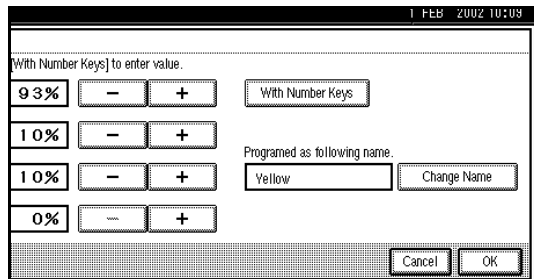 1 FEB 2002 10:09
[With Number Keys] to enter value.
93% − + With Number Keys
10% − +
Programed as following name.
10% − + Yellow Change Name
0% − +
Cancel OK